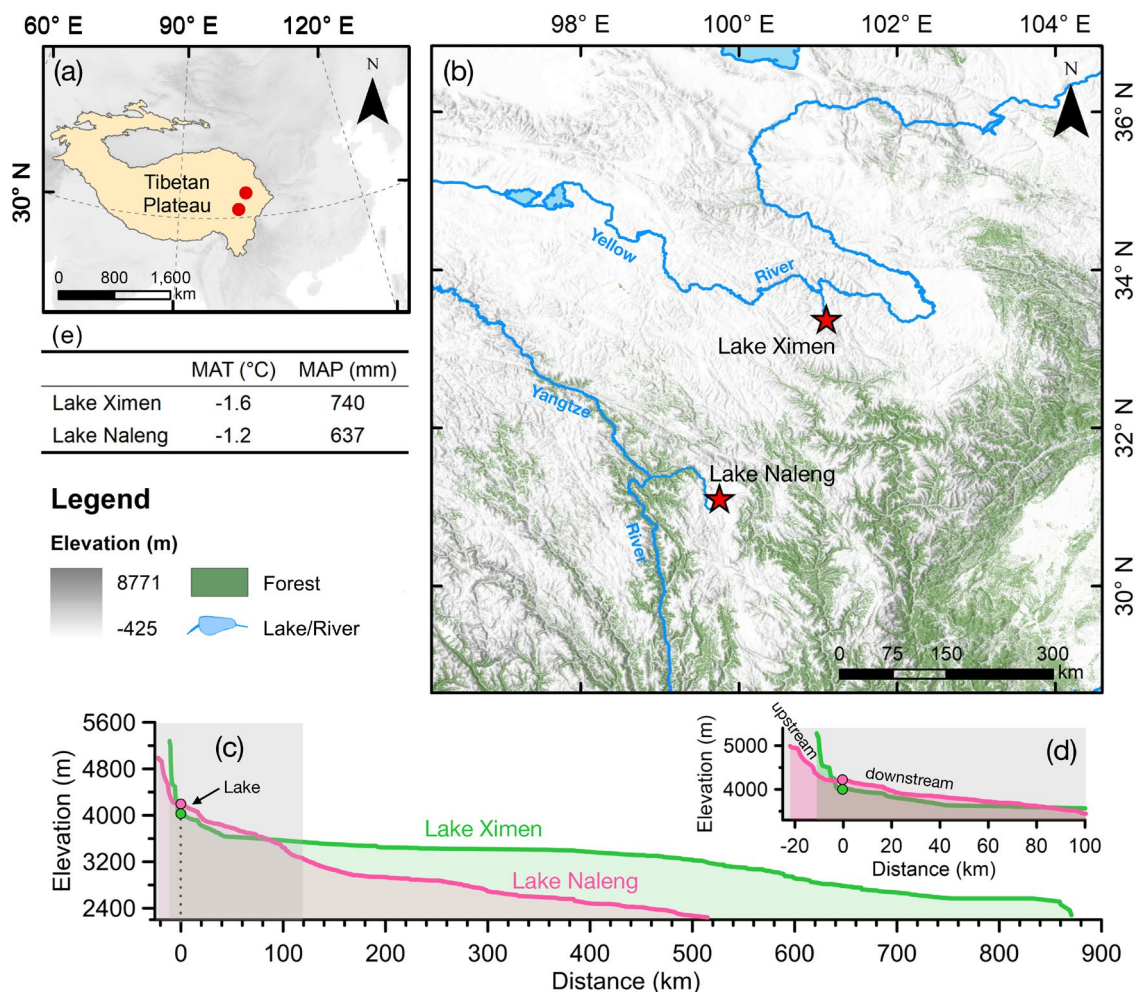 60° E 90° E 120° E
98° E 100° E 102° E 104° E
(a)
N
30° N
Tibetan
Plateau
0 800 1,600
km
(b)
N
36° N
34° N
32° N
30° N
Yellow
River
Lake Ximen
Yangtze
River
Lake Naleng
0 75 150 300
km
(e)
MAT (°C) MAP (mm)
Lake Ximen -1.6 740
Lake Naleng -1.2 637
Legend
Elevation (m)
8771
-425
Forest
Lake/River
(c)
Elevation (m)
5600
4800
4000
3200
2400
Lake
Lake Ximen
Lake Naleng
0 100 200 300 400 500 600 700 800 900
Distance (km)
(d)
Elevation (m)
5000
4000
upstream
downstream
-20 0 20 40 60 80 100
Distance (km)